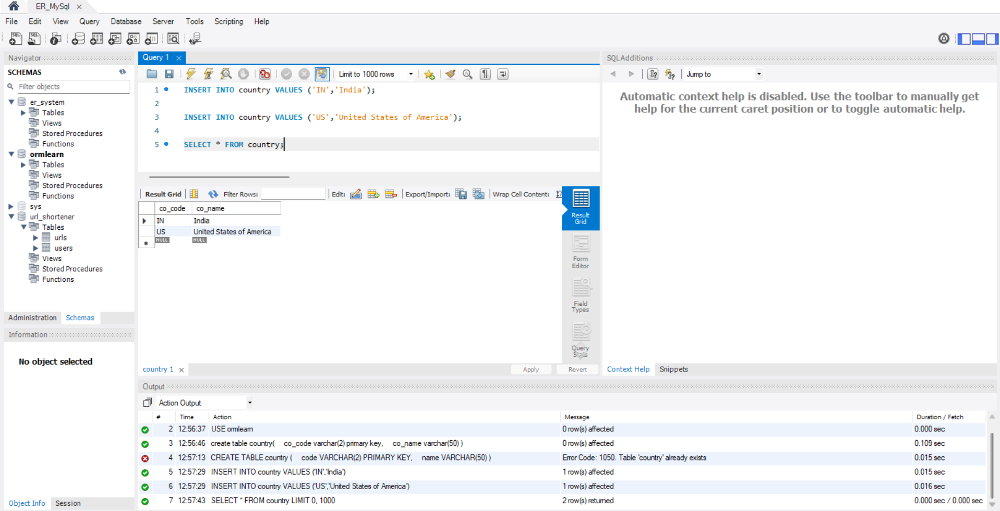 ER_MySql
File Edit View Query Database Server Tools Scripting Help
Navigator
SCHEMAS
Filter objects
er_system
Tables
Views
Stored Procedures
Functions
ormlearn
Tables
Views
Stored Procedures
Functions
sys
url_shortener
Tables
urls
users
Views
Stored Procedures
Functions
Administration Schemas
Information
No object selected
Object Info Session
Query 1
Limit to 1000 rows
1 INSERT INTO country VALUES ('IN','India');
2
3 INSERT INTO country VALUES ('US','United States of America');
4
5 SELECT * FROM country;
Result Grid Filter Rows: Edit: Export/Import: Wrap Cell Content:
co_code co_name
IN India
US United States of America
NULL NULL
Result
Grid
Form
Editor
Field
Types
Query
Stats
country 1 Apply Revert
SQLAdditions
Jump to
Automatic context help is disabled. Use the toolbar to manually get
help for the current caret position or to toggle automatic help.
Context Help Snippets
Output
Action Output
# Time Action Message Duration / Fetch
2 12:56:37 USE ormlearn 0 row(s) affected 0.000 sec
3 12:56:46 create table country( co_code varchar(2) primary key, co_name varchar(50) ) 0 row(s) affected 0.109 sec
4 12:57:13 CREATE TABLE country ( code VARCHAR(2) PRIMARY KEY, name VARCHAR(50) ) Error Code: 1050. Table 'country' already exists 0.015 sec
5 12:57:29 INSERT INTO country VALUES ('IN','India') 1 row(s) affected 0.015 sec
6 12:57:29 INSERT INTO country VALUES ('US','United States of America') 1 row(s) affected 0.016 sec
7 12:57:43 SELECT * FROM country LIMIT 0, 1000 2 row(s) returned 0.000 sec / 0.000 sec